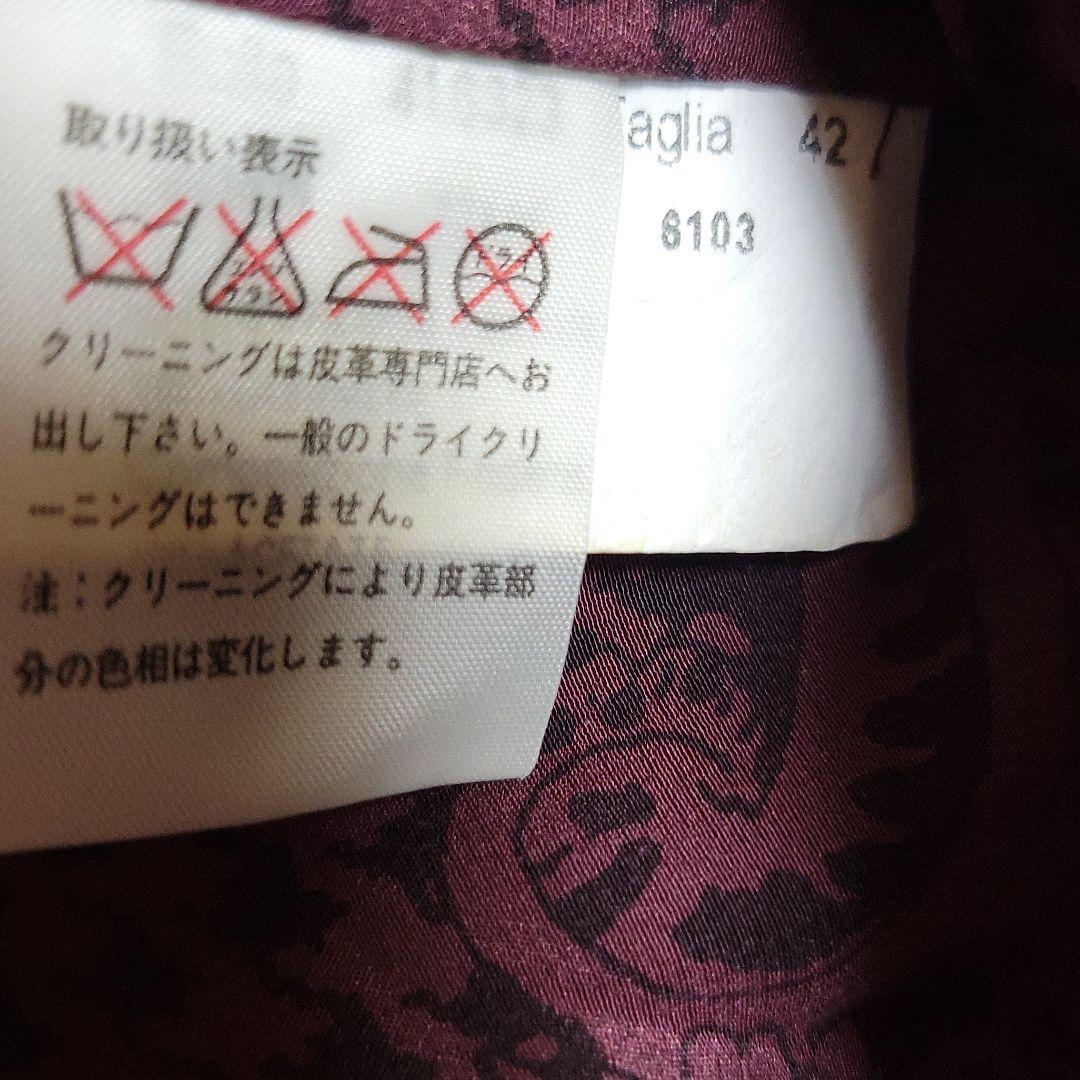 取り扱い表示
ドライ
クリーニングは皮革専門店へお
出し下さい。一般のドライクリ
ーニングはできません。
注：クリーニングにより皮革部
分の色相は変化します。
Taglia 42 /
6103